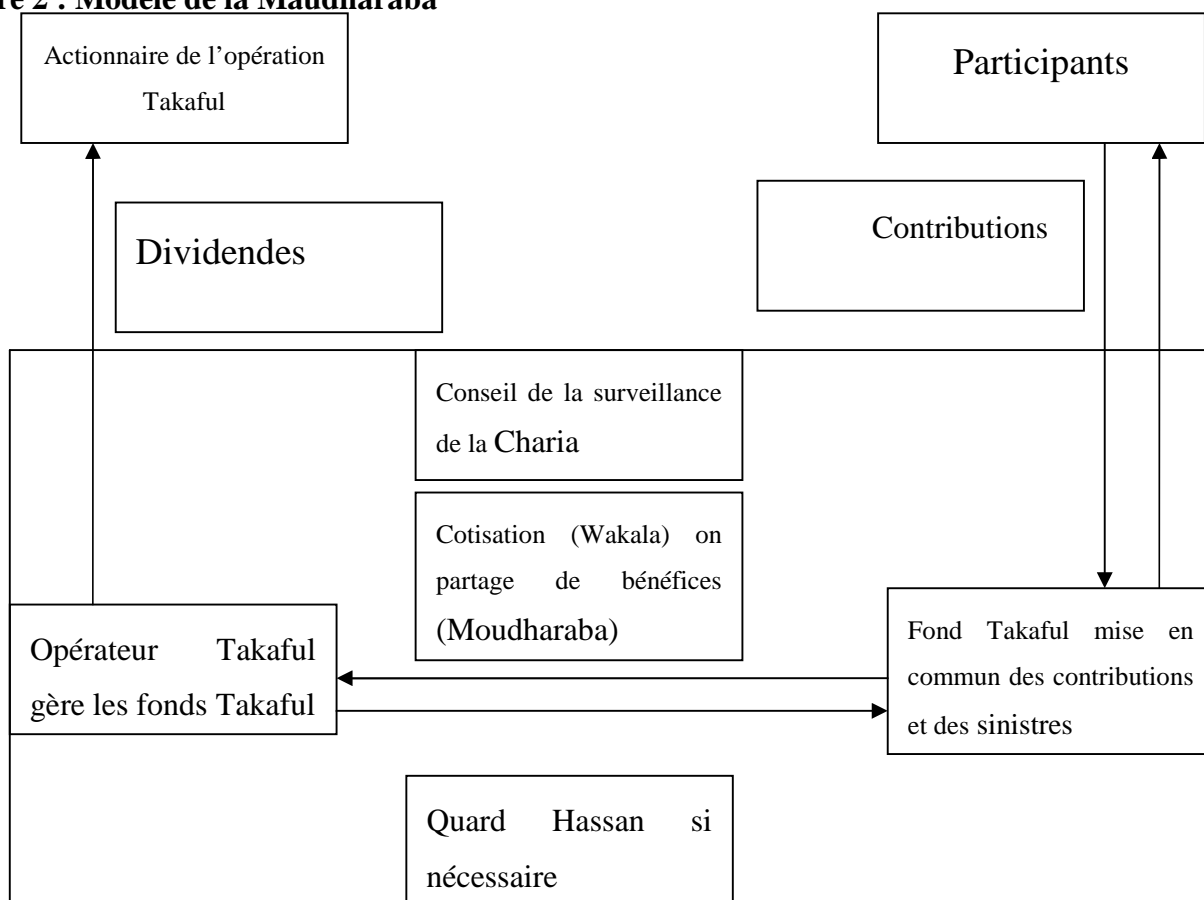 re 2 : Modèle de la Maudharaba
Actionnaire de l'opération
Takaful
Participants
Dividendes
Contributions
Conseil de la surveillance
de la Charia
Cotisation (Wakala) on
partage de bénéfices
(Moudharaba)
Opérateur Takaful
gère les fonds Takaful
Fond Takaful mise en
commun des contributions
et des sinistres
Quard Hassan si
nécessaire